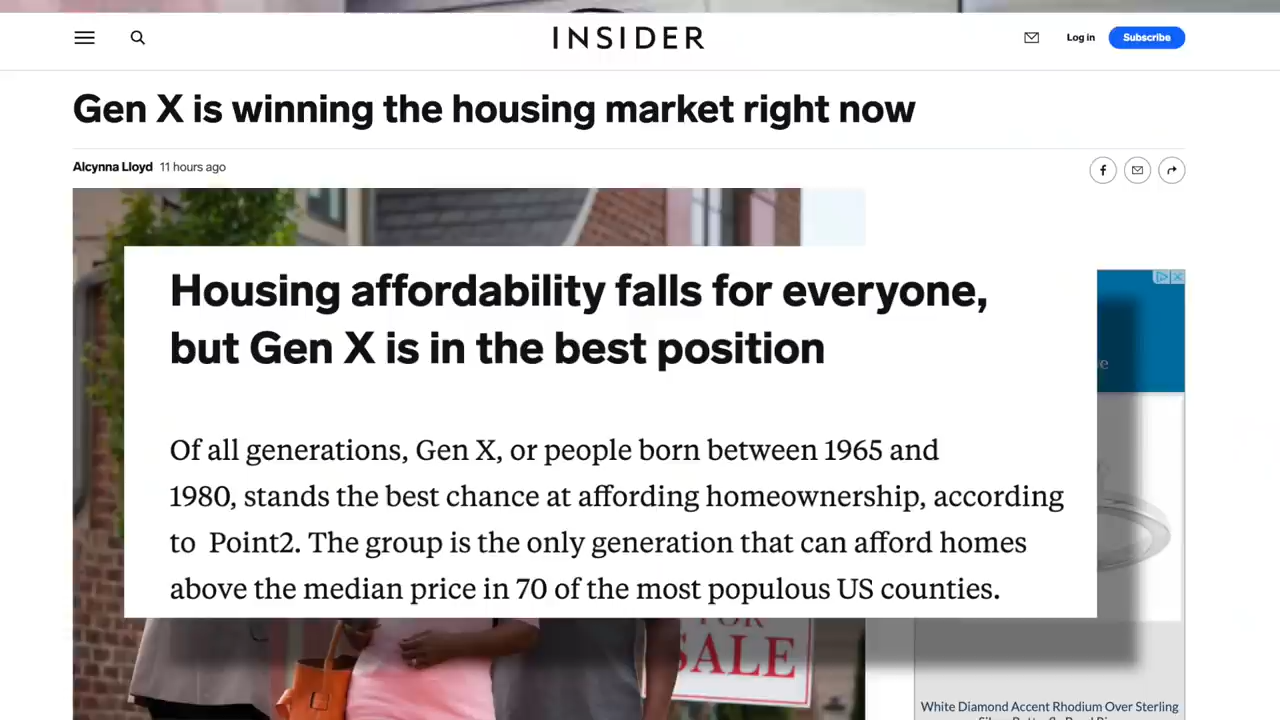 INSIDER
Log in
Subscribe
Gen X is winning the housing market right now
Alcynna Lloyd 11 hours ago
Housing affordability falls for everyone,
but Gen X is in the best position
Of all generations, Gen X, or people born between 1965 and
1980, stands the best chance at affording homeownership, according
to Point2. The group is the only generation that can afford homes
above the median price in 70 of the most populous US counties.
FOR
SALE
White Diamond Accent Rhodium Over Sterling